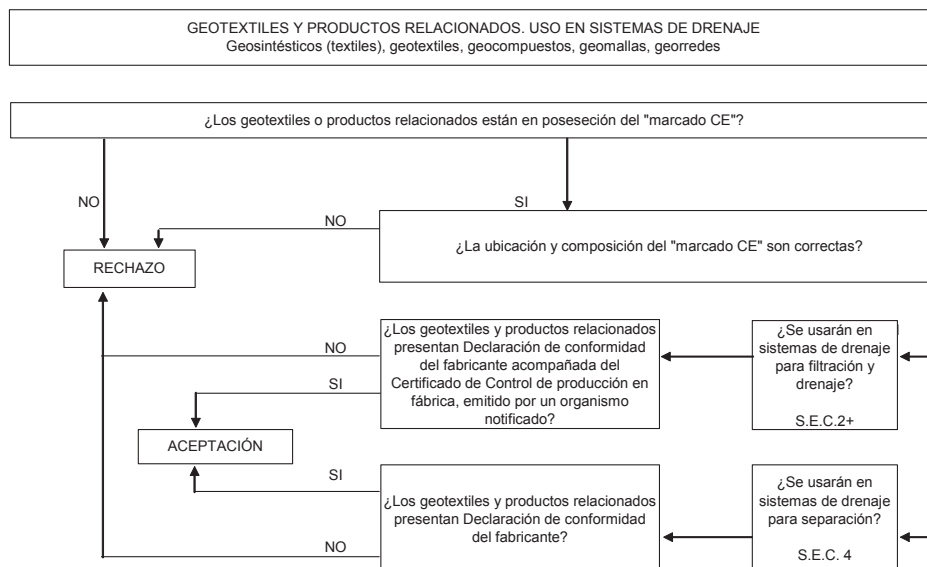 GEOTEXTILES Y PRODUCTOS RELACIONADOS. USO EN SISTEMAS DE DRENAJE
Geosintésticos (textiles), geotextiles, geocompuestos, geomallas, georredes
¿Los geotextiles o productos relacionados están en poseseción del "marcado CE"?
NO
SI
NO
¿La ubicación y composición del "marcado CE" son correctas?
RECHAZO
¿Los geotextiles y productos relacionados
presentan Declaración de conformidad
del fabricante acompañada del
Certificado de Control de producción en
fábrica, emitido por un organismo
notificado?
¿Se usarán en
sistemas de drenaje
para filtración y
drenaje?
S.E.C.2+
NO
SI
ACEPTACIÓN
SI
¿Los geotextiles y productos relacionados
presentan Declaración de conformidad
del fabricante?
¿Se usarán en
sistemas de drenaje
para separación?
S.E.C. 4
NO